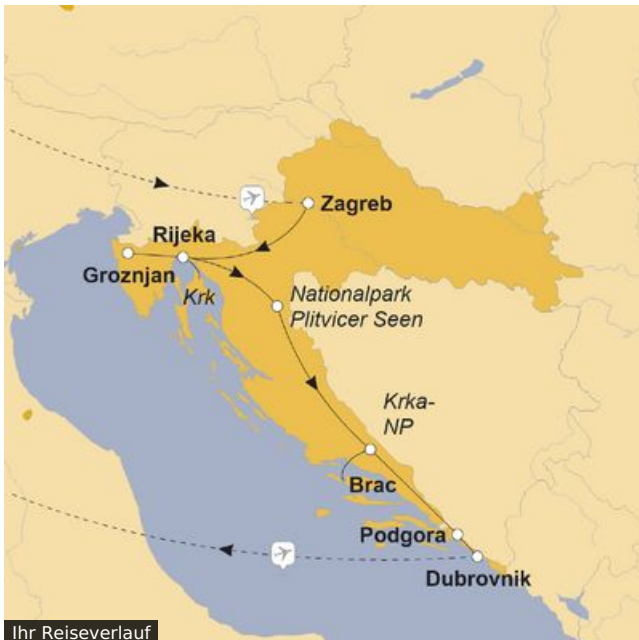 Zagreb
Rijeka
Groznjan
Krk
Nationalpark
Plitvicer Seen
Krka-
NP
Brac
Podgora
Dubrovnik
Ihr Reiseverlauf